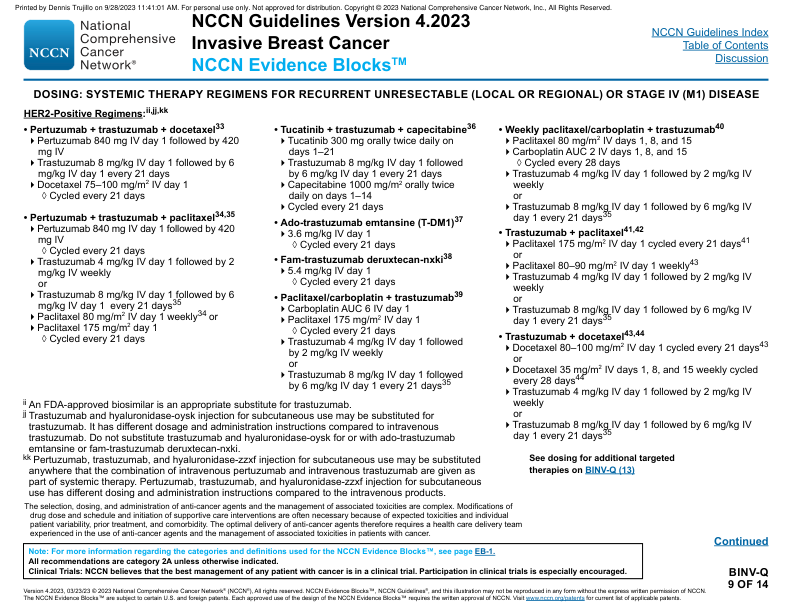 Printed by Dennis Trujillo on 9/28/2023 11:41:01 AM. For personal use only. Not approved for distribution. Copyright © 2023 National Comprehensive Cancer Network, Inc., All Rights Reserved.
NCCN
National
Comprehensive
Cancer
Network®
NCCN Guidelines Version 4.2023
Invasive Breast Cancer
NCCN Evidence Blocks™
NCCN Guidelines Index
Table of Contents
Discussion
DOSING: SYSTEMIC THERAPY REGIMENS FOR RECURRENT UNRESECTABLE (LOCAL OR REGIONAL) OR STAGE IV (M1) DISEASE
HER2-Positive Regimens:ii,jj,kk
• Pertuzumab + trastuzumab + docetaxel33
Pertuzumab 840 mg IV day 1 followed by 420
mg IV
Trastuzumab 8 mg/kg IV day 1 followed by 6
mg/kg IV day 1 every 21 days
Docetaxel 75–100 mg/m2 IV day 1
◊ Cycled every 21 days
• Pertuzumab + trastuzumab + paclitaxel34,35
Pertuzumab 840 mg IV day 1 followed by 420
mg IV
◊ Cycled every 21 days
Trastuzumab 4 mg/kg IV day 1 followed by 2
mg/kg IV weekly
or
Trastuzumab 8 mg/kg IV day 1 followed by 6
mg/kg IV day 1  every 21 days35
Paclitaxel 80 mg/m2 IV day 1 weekly34 or
Paclitaxel 175 mg/m2 day 1
◊ Cycled every 21 days
• Tucatinib + trastuzumab + capecitabine36
Tucatinib 300 mg orally twice daily on
days 1–21
Trastuzumab 8 mg/kg IV day 1 followed
by 6 mg/kg IV day 1 every 21 days
Capecitabine 1000 mg/m2 orally twice
daily on days 1–14
Cycled every 21 days
• Ado-trastuzumab emtansine (T-DM1)37
3.6 mg/kg IV day 1
◊ Cycled every 21 days
• Fam-trastuzumab deruxtecan-nxki38
5.4 mg/kg IV day 1
◊ Cycled every 21 days
• Paclitaxel/carboplatin + trastuzumab39
Carboplatin AUC 6 IV day 1
Paclitaxel 175 mg/m2 IV day 1
◊ Cycled every 21 days
Trastuzumab 4 mg/kg IV day 1 followed
by 2 mg/kg IV weekly
or
Trastuzumab 8 mg/kg IV day 1 followed
by 6 mg/kg IV day 1 every 21 days35
• Weekly paclitaxel/carboplatin + trastuzumab40
Paclitaxel 80 mg/m2 IV days 1, 8, and 15
Carboplatin AUC 2 IV days 1, 8, and 15
◊ Cycled every 28 days
Trastuzumab 4 mg/kg IV day 1 followed by 2 mg/kg IV
weekly
or
Trastuzumab 8 mg/kg IV day 1 followed by 6 mg/kg IV
day 1 every 21 days35
• Trastuzumab + paclitaxel41,42
Paclitaxel 175 mg/m2 IV day 1 cycled every 21 days41
or
Paclitaxel 80–90 mg/m2 IV day 1 weekly43
Trastuzumab 4 mg/kg IV day 1 followed by 2 mg/kg IV
weekly
or
Trastuzumab 8 mg/kg IV day 1 followed by 6 mg/kg IV
day 1 every 21 days35
• Trastuzumab + docetaxel43,44
Docetaxel 80–100 mg/m2 IV day 1 cycled every 21 days43
or
Docetaxel 35 mg/m2 IV days 1, 8, and 15 weekly cycled
every 28 days44
Trastuzumab 4 mg/kg IV day 1 followed by 2 mg/kg IV
weekly
or
Trastuzumab 8 mg/kg IV day 1 followed by 6 mg/kg IV
day 1 every 21 days35
See dosing for additional targeted
therapies on BINV-Q (13)
ii An FDA-approved biosimilar is an appropriate substitute for trastuzumab.
jj Trastuzumab and hyaluronidase-oysk injection for subcutaneous use may be substituted for
trastuzumab. It has different dosage and administration instructions compared to intravenous
trastuzumab. Do not substitute trastuzumab and hyaluronidase-oysk for or with ado-trastuzumab
emtansine or fam-trastuzumab deruxtecan-nxki.
kk Pertuzumab, trastuzumab, and hyaluronidase-zzxf injection for subcutaneous use may be substituted
anywhere that the combination of intravenous pertuzumab and intravenous trastuzumab are given as
part of systemic therapy. Pertuzumab, trastuzumab, and hyaluronidase-zzxf injection for subcutaneous
use has different dosing and administration instructions compared to the intravenous products.
The selection, dosing, and administration of anti-cancer agents and the management of associated toxicities are complex. Modifications of
drug dose and schedule and initiation of supportive care interventions are often necessary because of expected toxicities and individual
patient variability, prior treatment, and comorbidity. The optimal delivery of anti-cancer agents therefore requires a health care delivery team
experienced in the use of anti-cancer agents and the management of associated toxicities in patients with cancer.
Continued
Note: For more information regarding the categories and definitions used for the NCCN Evidence Blocks™, see page EB-1.
All recommendations are category 2A unless otherwise indicated.
Clinical Trials: NCCN believes that the best management of any patient with cancer is in a clinical trial. Participation in clinical trials is especially encouraged.
BINV-Q
9 OF 14
Version 4.2023, 03/23/23 © 2023 National Comprehensive Cancer Network® (NCCN®), All rights reserved. NCCN Evidence Blocks™, NCCN Guidelines®, and this illustration may not be reproduced in any form without the express written permission of NCCN.
The NCCN Evidence Blocks™ are subject to certain U.S. and foreign patents. Each approved use of the design of the NCCN Evidence Blocks™ requires the written approval of NCCN. Visit www.nccn.org/patents for current list of applicable patents.